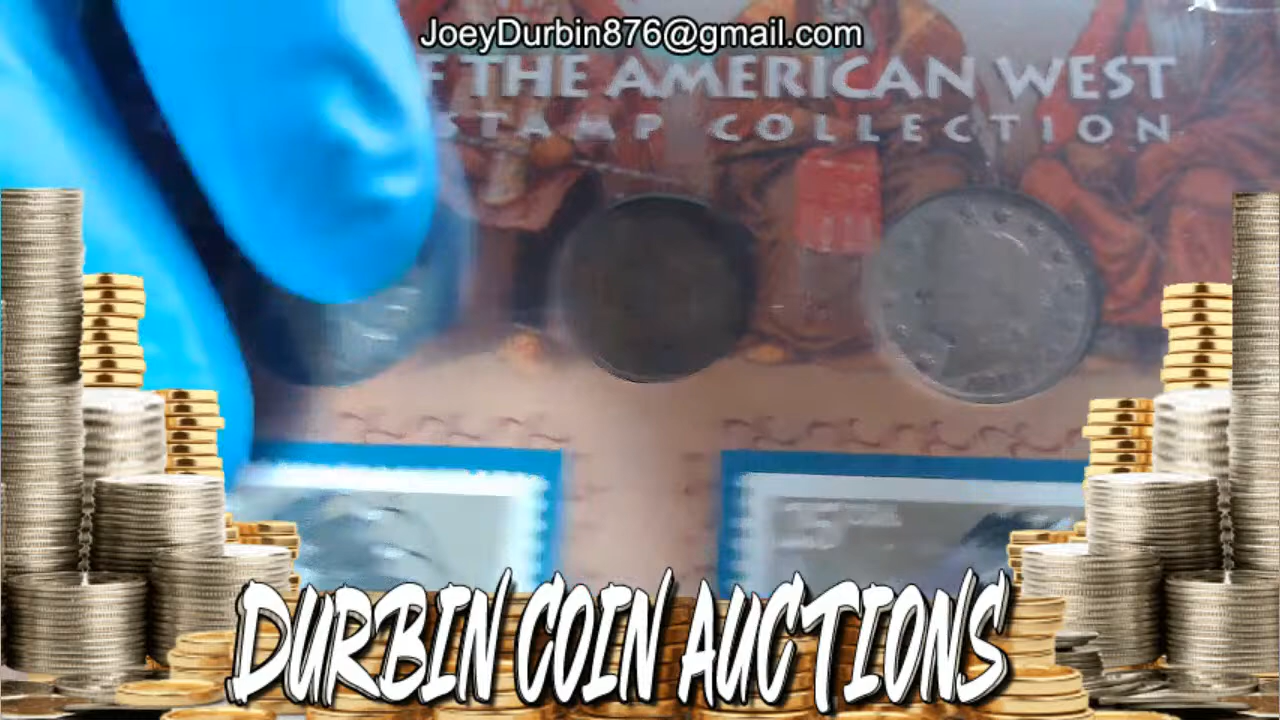 JoeyDurbin876@gmail.com
F THE AMERICAN WEST
STAMP COLLECTION
DURBIN COIN AUCTIONS